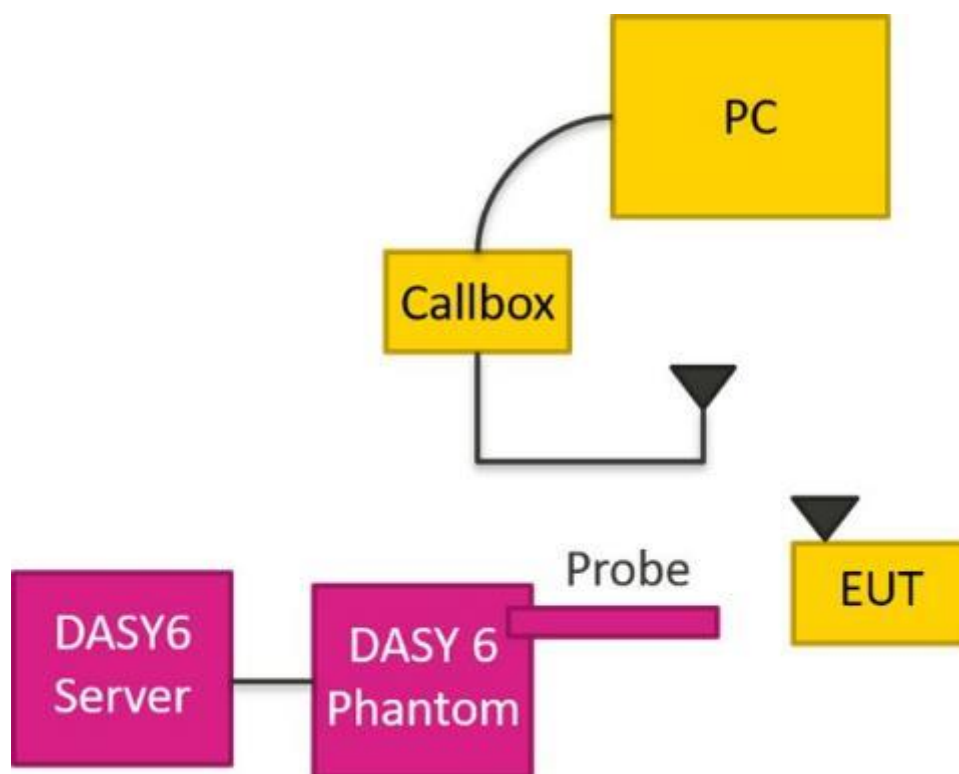 PC
Callbox
Probe
EUT
DASY6
Server
DASY 6
Phantom